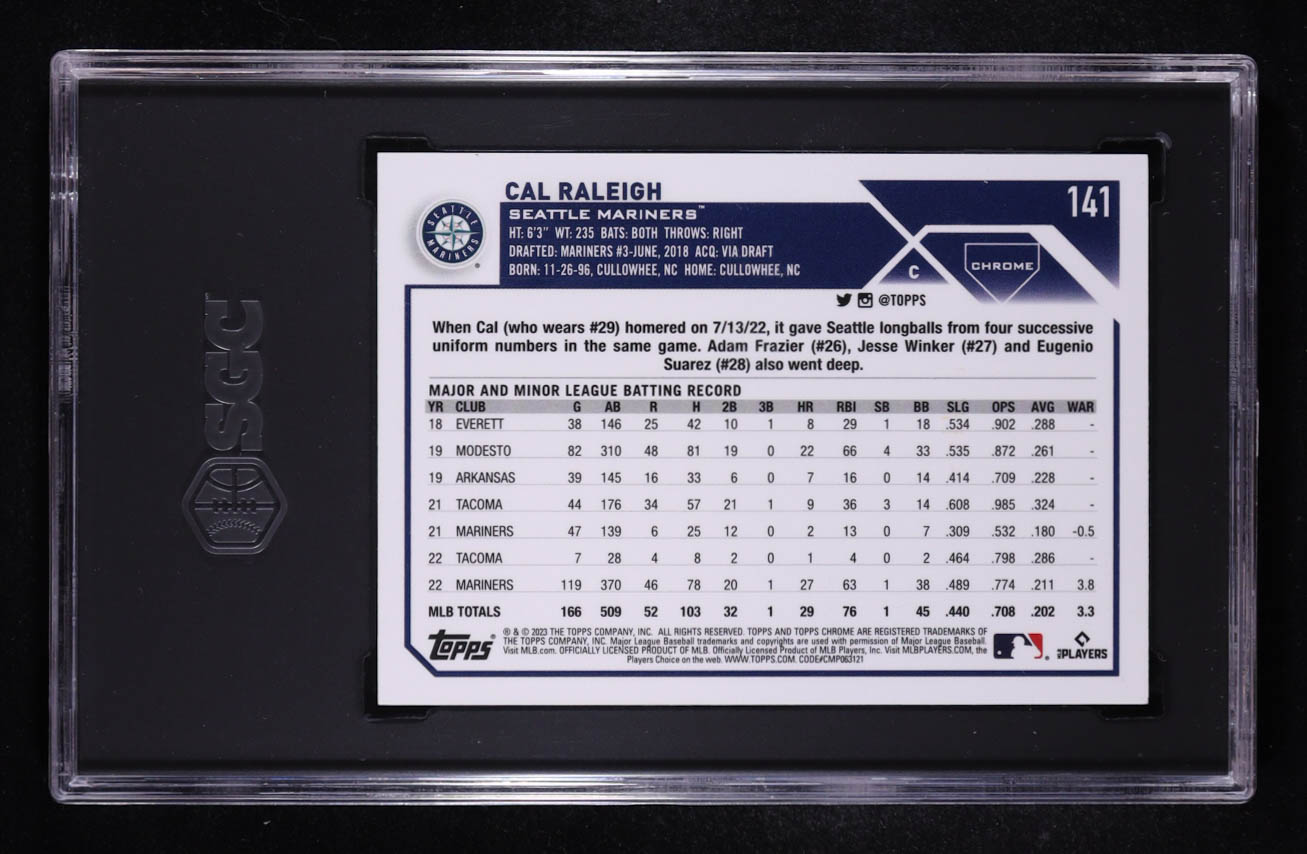 SGC
SEATTLE
MARINERS
CAL RALEIGH
141
SEATTLE MARINERS™
HT: 6'3" WT: 235 BATS: BOTH THROWS: RIGHT
DRAFTED: MARINERS #3-JUNE, 2018 ACQ: VIA DRAFT
BORN: 11-26-96, CULLOWHEE, NC HOME: CULLOWHEE, NC
C
CHROME
@TOPPS
When Cal (who wears #29) homered on 7/13/22, it gave Seattle longballs from four successive
uniform numbers in the same game. Adam Frazier (#26), Jesse Winker (#27) and Eugenio
Suarez (#28) also went deep.
MAJOR AND MINOR LEAGUE BATTING RECORD
YR CLUB G AB R H 2B 3B HR RBI SB BB SLG OPS AVG WAR
18 EVERETT 38 146 25 42 10 1 8 29 1 18 .534 .902 .288 -
19 MODESTO 82 310 48 81 19 0 22 66 4 33 .535 .872 .261 -
19 ARKANSAS 39 145 16 33 6 0 7 16 0 14 .414 .709 .228 -
21 TACOMA 44 176 34 57 21 1 9 36 3 14 .608 .985 .324 -
21 MARINERS 47 139 6 25 12 0 2 13 0 7 .309 .532 .180 -0.5
22 TACOMA 7 28 4 8 2 0 1 4 0 2 .464 .798 .286 -
22 MARINERS 119 370 46 78 20 1 27 63 1 38 .489 .774 .211 3.8
MLB TOTALS 166 509 52 103 32 1 29 76 1 45 .440 .708 .202 3.3
Topps
® & © 2023 THE TOPPS COMPANY, INC. ALL RIGHTS RESERVED. TOPPS AND TOPPS CHROME ARE REGISTERED TRADEMARKS OF
THE TOPPS COMPANY, INC. Major League Baseball trademarks and copyrights are used with permission of Major League Baseball.
Visit MLB.com. OFFICIALLY LICENSED PRODUCT OF MLB. Officially Licensed Product of MLB Players, Inc. Visit MLBPLAYERS.COM, the
Players Choice on the web. WWW.TOPPS.COM. CODE#CMP063121
MLB PLAYERS